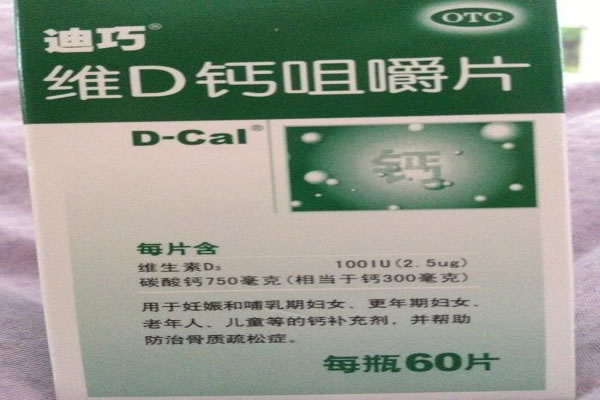 OTC
迪巧®
维D钙咀嚼片
D-Cal®
钙
每片含
维生素D₃ 100IU(2.5ug)
碳酸钙750毫克(相当于钙300毫克)
用于妊娠和哺乳期妇女、更年期妇女、
老年人、儿童等的钙补充剂,并帮助
防治骨质疏松症。
每瓶60片